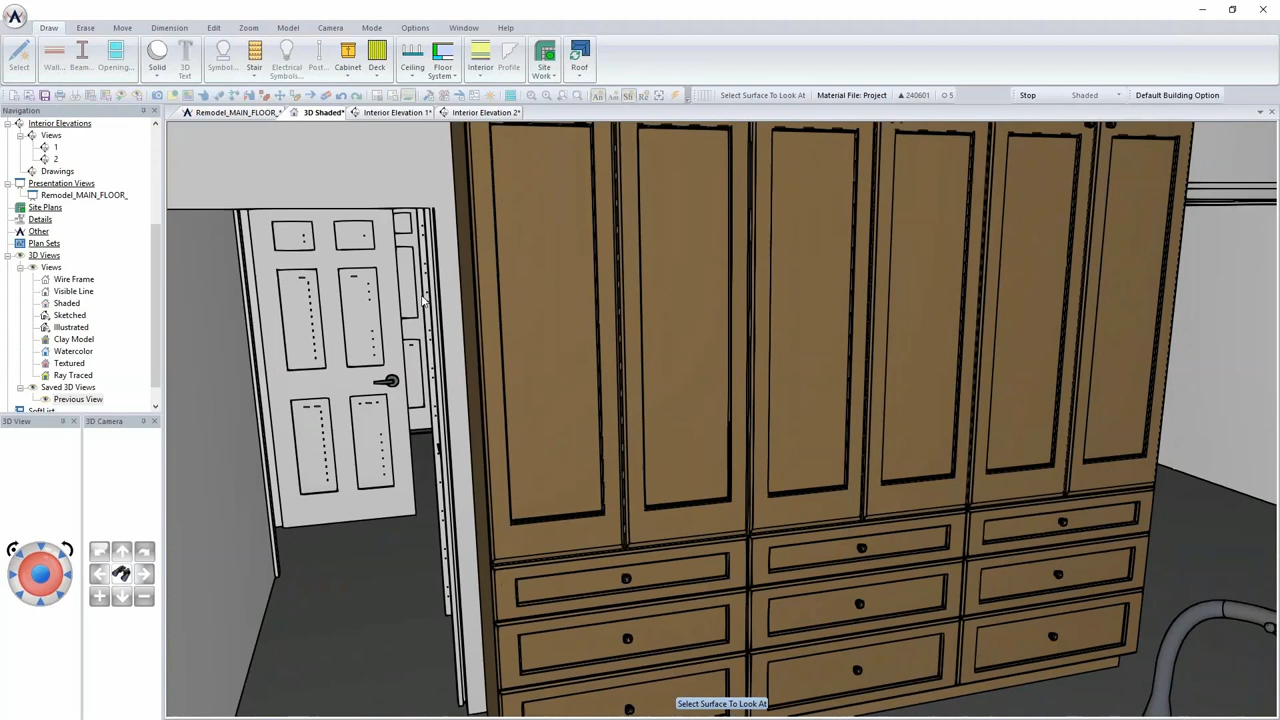 Draw Erase Move Dimension Edit Zoom Model Camera Mode Options Window Help
Select Wall... Beam... Opening... Solid 3D Text Symbol... Stair Electrical Symbols... Post... Cabinet Deck Ceiling Floor System Interior Profile Site Work Roof
Select Surface To Look At Material File: Project 240601 5 Stop Shaded Default Building Option
Navigation
Remodel_MAIN_FLOOR_* 3D Shaded* Interior Elevation 1* Interior Elevation 2*
Interior Elevations
Views
1
2
Drawings
Presentation Views
Remodel_MAIN_FLOOR_
Site Plans
Details
Other
Plan Sets
3D Views
Views
Wire Frame
Visible Line
Shaded
Sketched
Illustrated
Clay Model
Watercolor
Textured
Ray Traced
Saved 3D Views
Previous View
SoftList
3D View 3D Camera
Select Surface To Look At